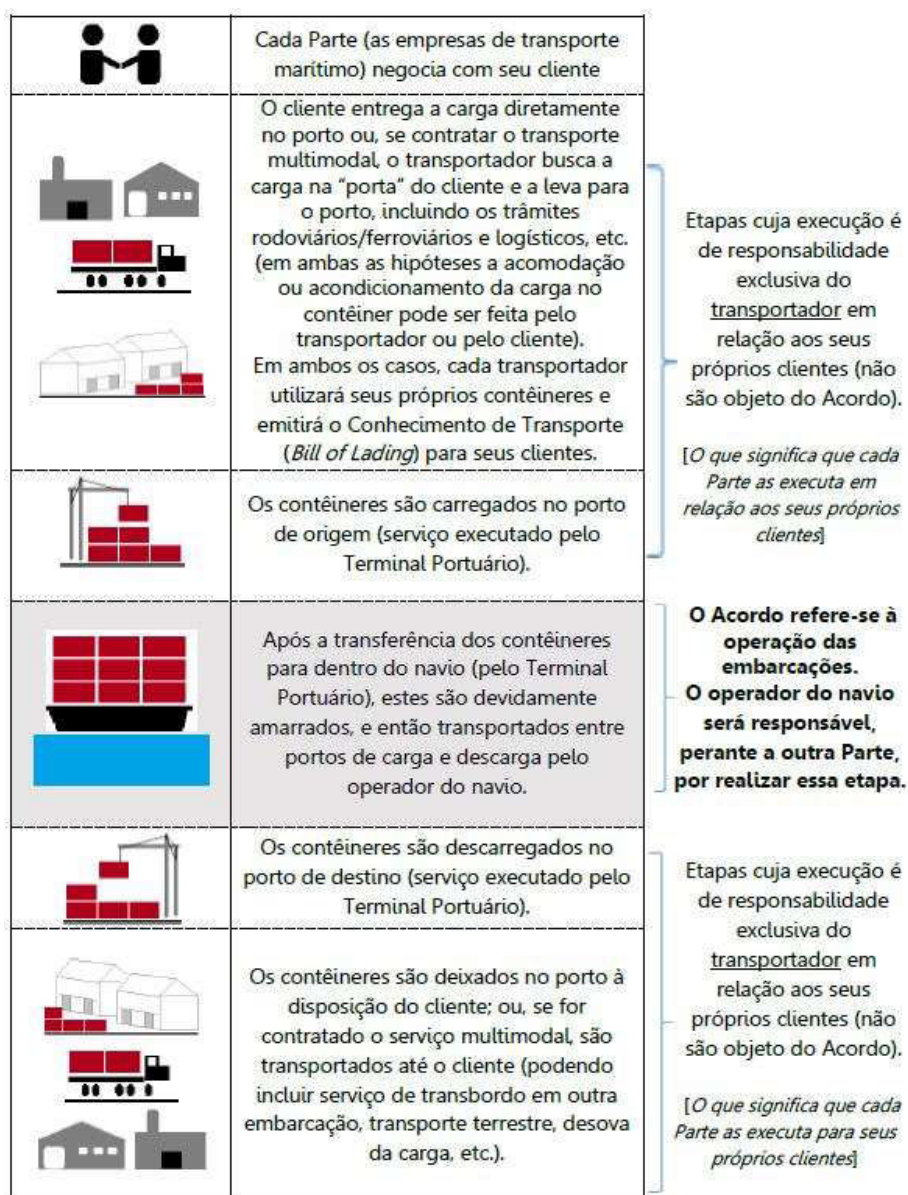 Cada Parte (as empresas de transporte
marítimo) negocia com seu cliente
O cliente entrega a carga diretamente
no porto ou, se contratar o transporte
multimodal, o transportador busca a
carga na “porta” do cliente e a leva para
o porto, incluindo os trâmites
rodoviários/ferroviários e logísticos, etc.
(em ambas as hipóteses a acomodação
ou acondicionamento da carga no
contêiner pode ser feita pelo
transportador ou pelo cliente).
Em ambos os casos, cada transportador
utilizará seus próprios contêineres e
emitirá o Conhecimento de Transporte
(Bill of Lading) para seus clientes.
Os contêineres são carregados no porto
de origem (serviço executado pelo
Terminal Portuário).
Etapas cuja execução é
de responsabilidade
exclusiva do
transportador em
relação aos seus
próprios clientes (não
são objeto do Acordo).
[O que significa que cada
Parte as executa em
relação aos seus próprios
clientes]
Após a transferência dos contêineres
para dentro do navio (pelo Terminal
Portuário), estes são devidamente
amarrados, e então transportados entre
portos de carga e descarga pelo
operador do navio.
O Acordo refere-se à
operação das
embarcações.
O operador do navio
será responsável,
perante a outra Parte,
por realizar essa etapa.
Os contêineres são descarregados no
porto de destino (serviço executado pelo
Terminal Portuário).
Os contêineres são deixados no porto à
disposição do cliente; ou, se for
contratado o serviço multimodal, são
transportados até o cliente (podendo
incluir serviço de transbordo em outra
embarcação, transporte terrestre, desova
da carga, etc.).
Etapas cuja execução é
de responsabilidade
exclusiva do
transportador em
relação aos seus
próprios clientes (não
são objeto do Acordo).
[O que significa que cada
Parte as executa para seus
próprios clientes]